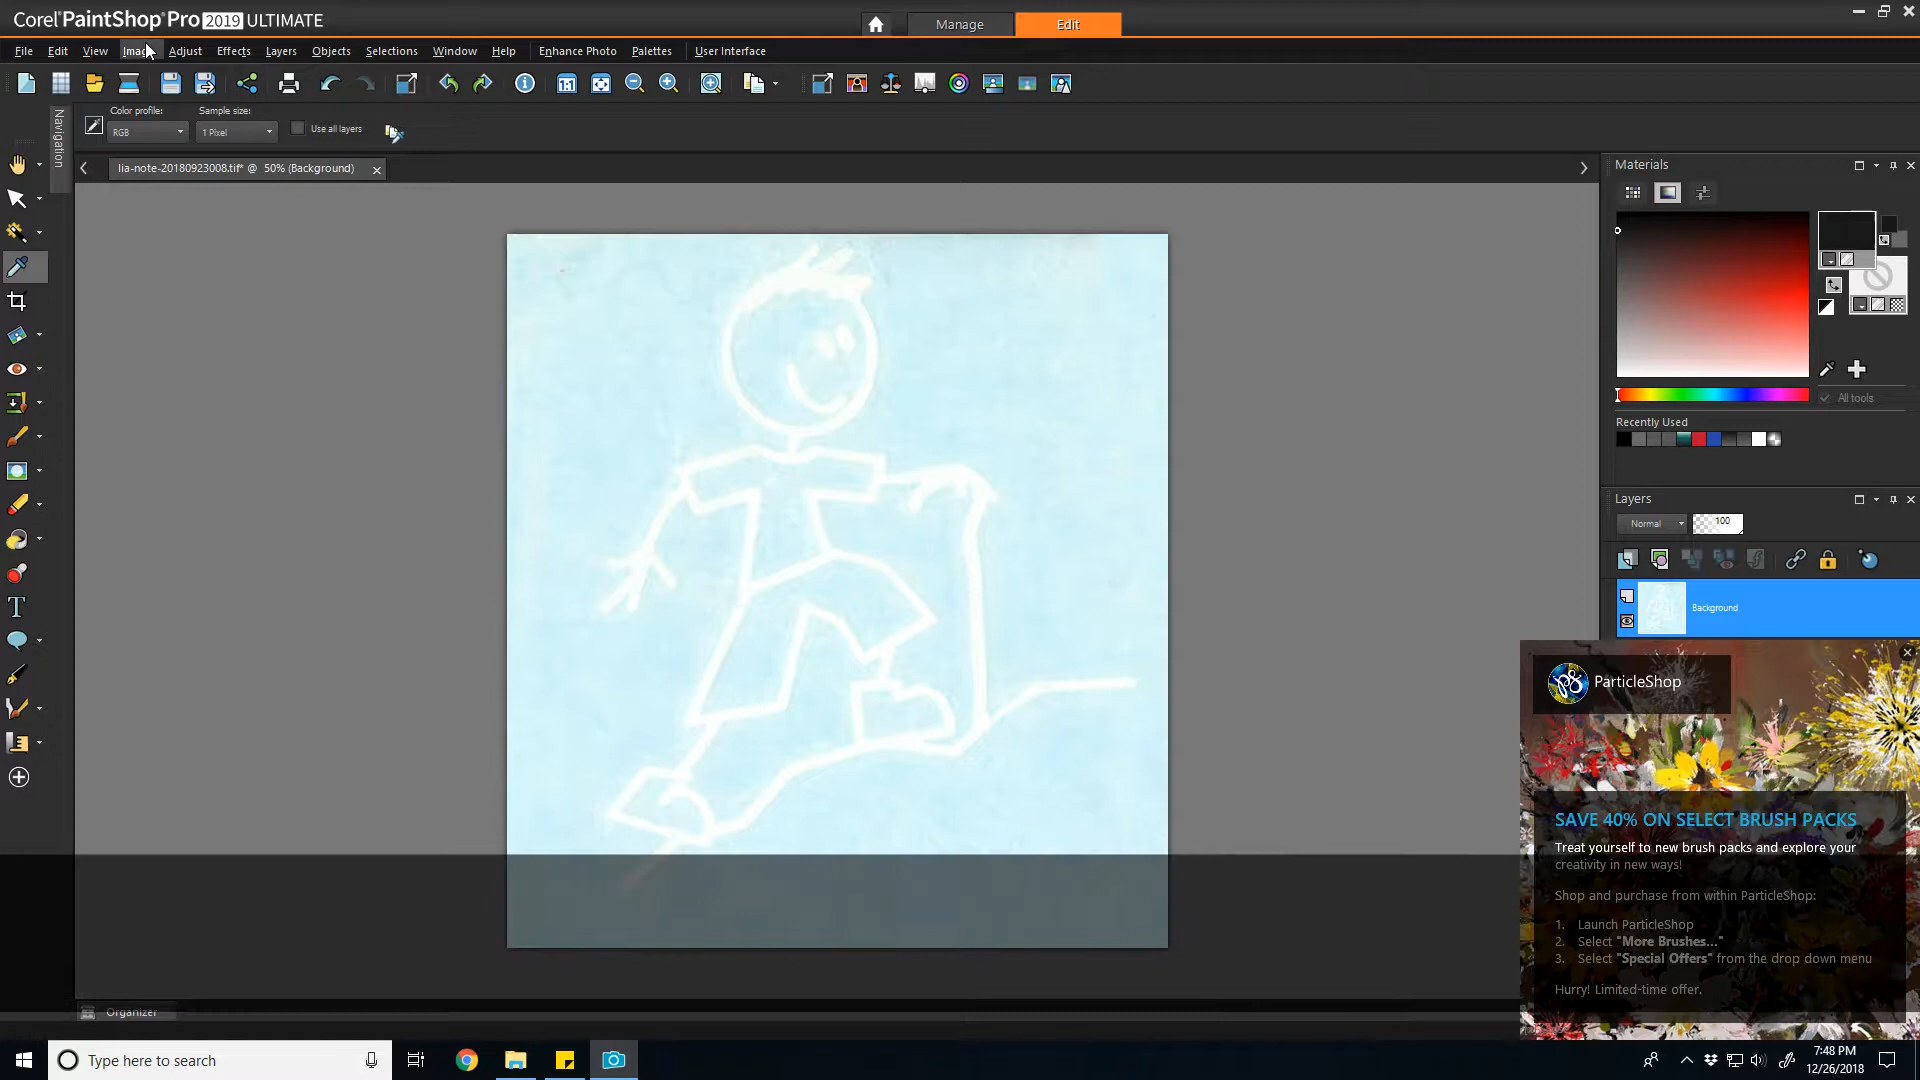 Corel PaintShop Pro 2019 ULTIMATE
Manage
Edit
File Edit View Image Adjust Effects Layers Objects Selections Window Help Enhance Photo Palettes User Interface
Color profile:
Sample size:
RGB
1 Pixel
Use all layers
Navigation
lia-note-20180923008.tif* @ 50% (Background)
Materials
All tools
Recently Used
Layers
Normal
100
Background
ParticleShop
SAVE 40% ON SELECT BRUSH PACKS
Treat yourself to new brush packs and explore your
creativity in new ways!
Shop and purchase from within ParticleShop:
1. Launch ParticleShop
2. Select "More Brushes..."
3. Select "Special Offers" from the drop down menu
Hurry! Limited-time offer.
Organizer
Type here to search
7:48 PM
12/26/2018